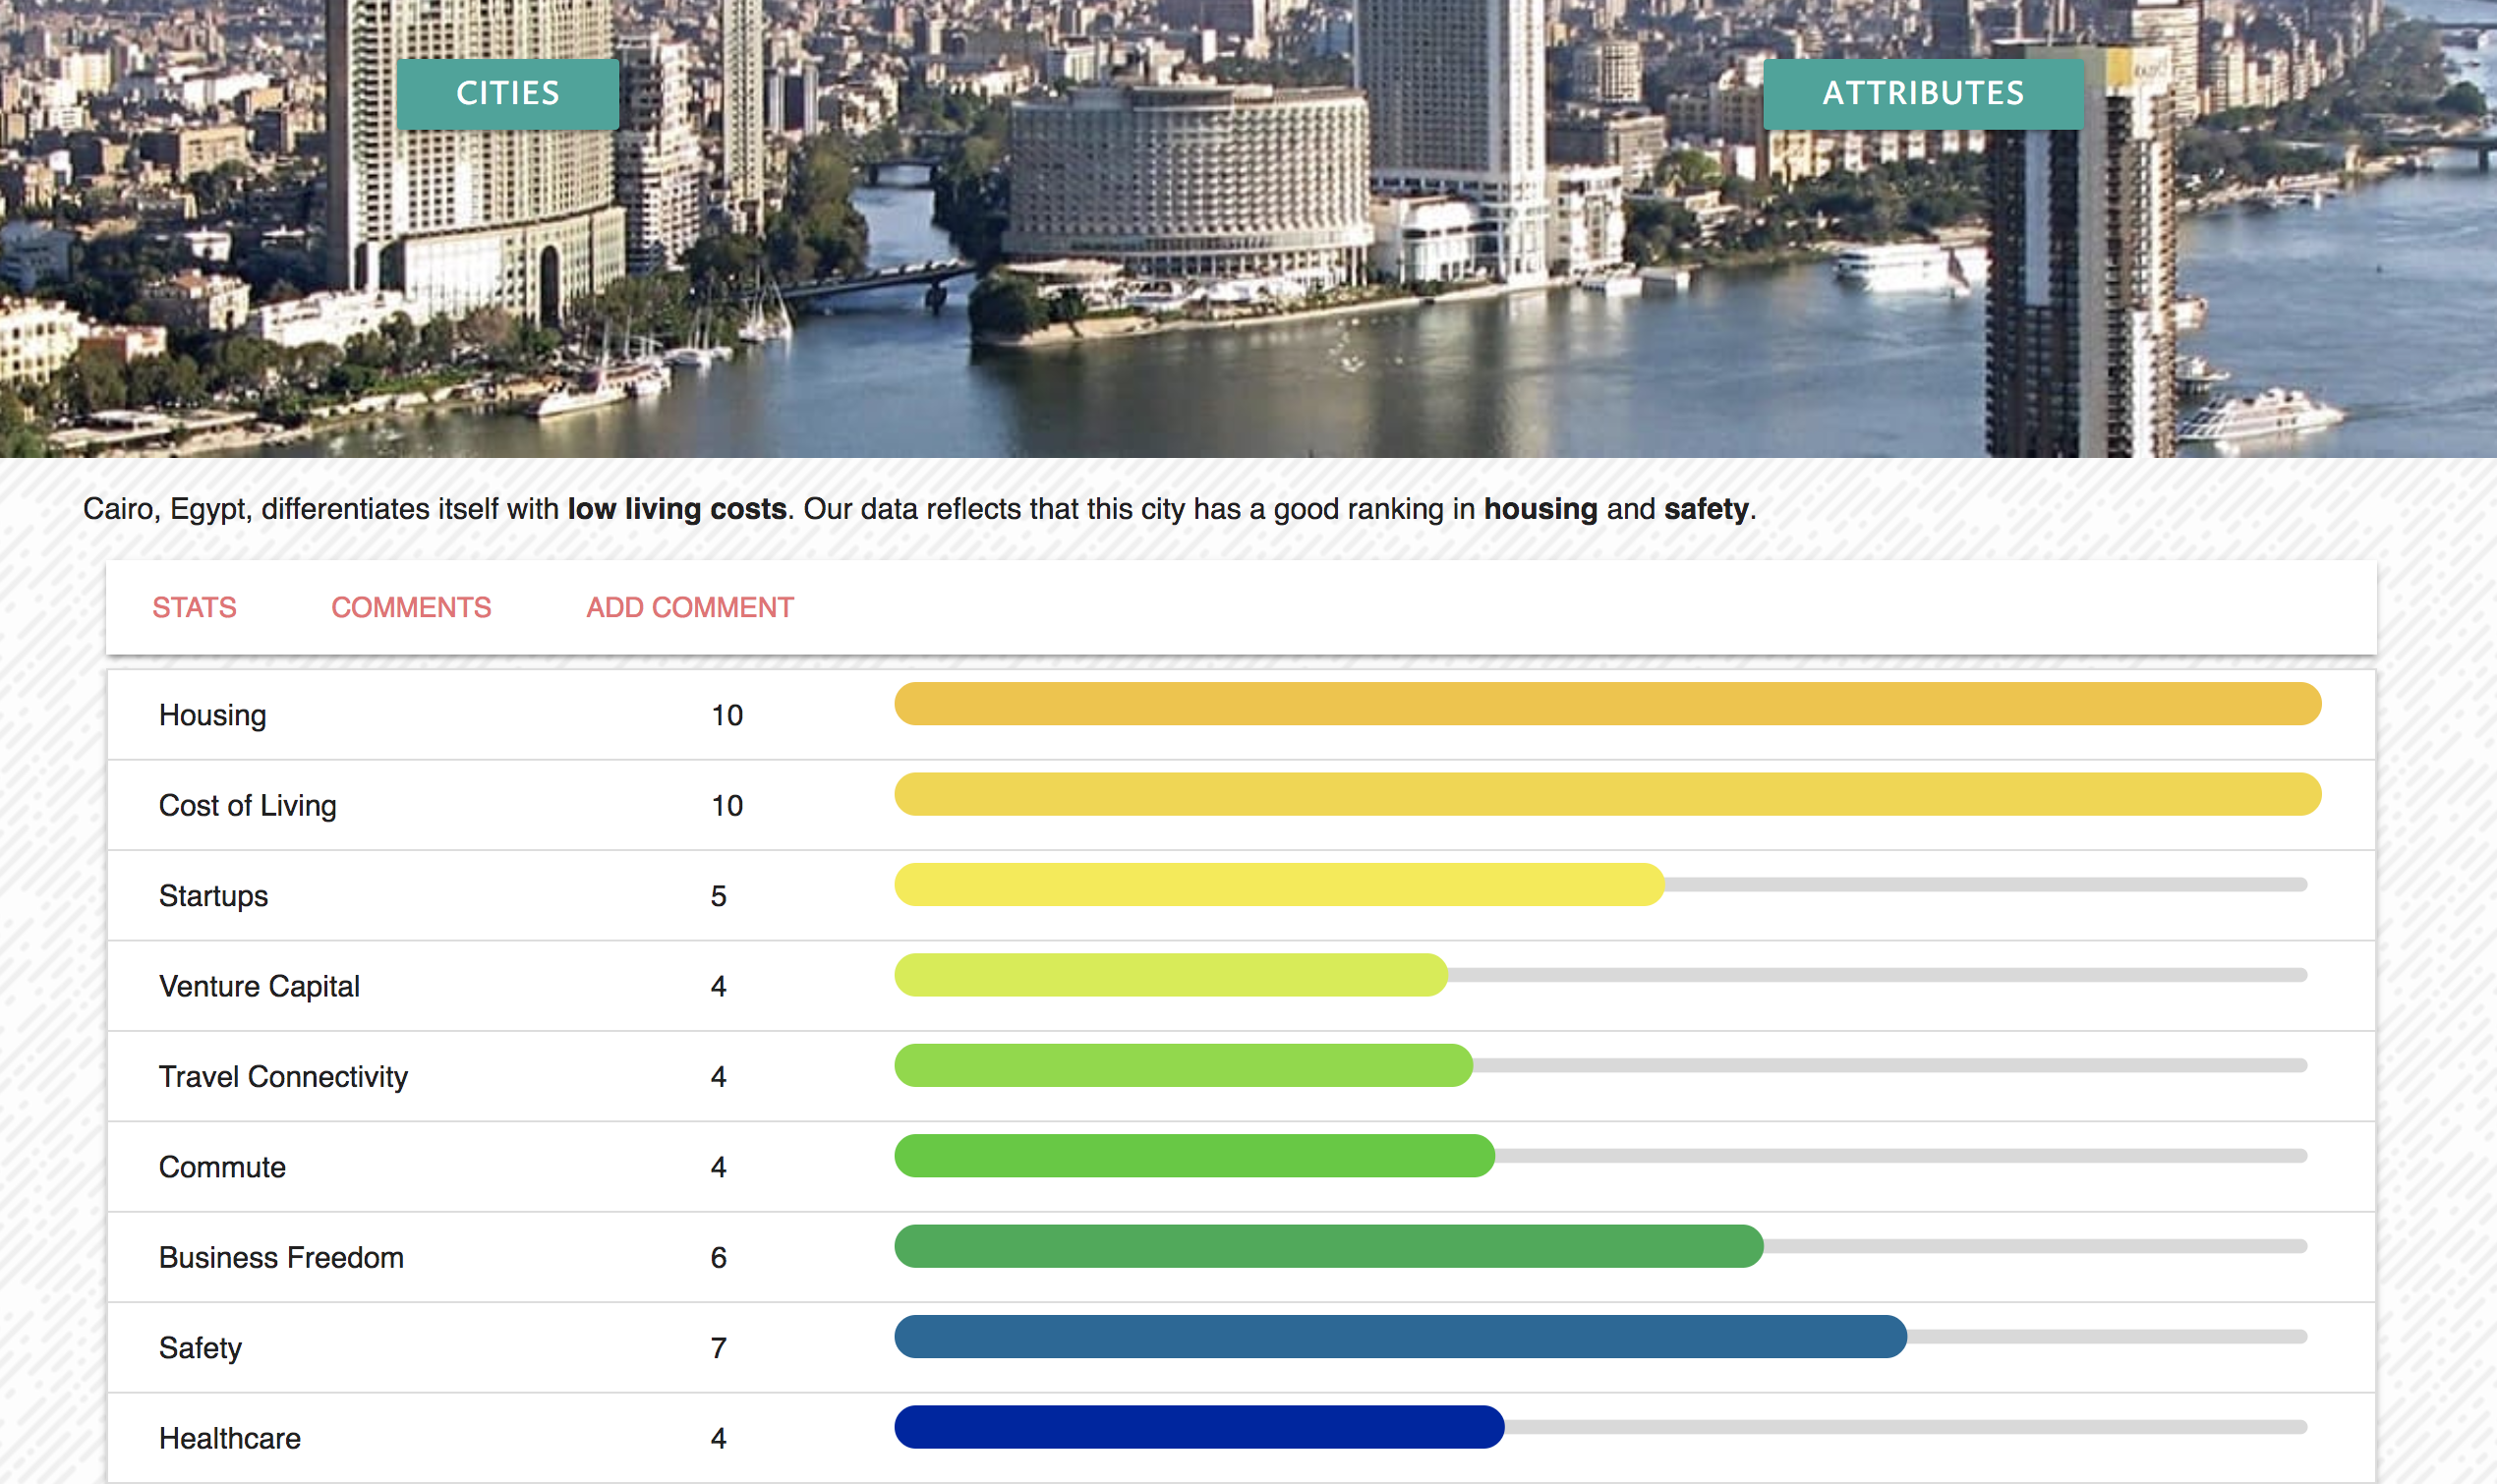 CITIES
ATTRIBUTES
Cairo, Egypt, differentiates itself with low living costs. Our data reflects that this city has a good ranking in housing and safety.
STATS COMMENTS ADD COMMENT
Housing 10
Cost of Living 10
Startups 5
Venture Capital 4
Travel Connectivity 4
Commute 4
Business Freedom 6
Safety 7
Healthcare 4